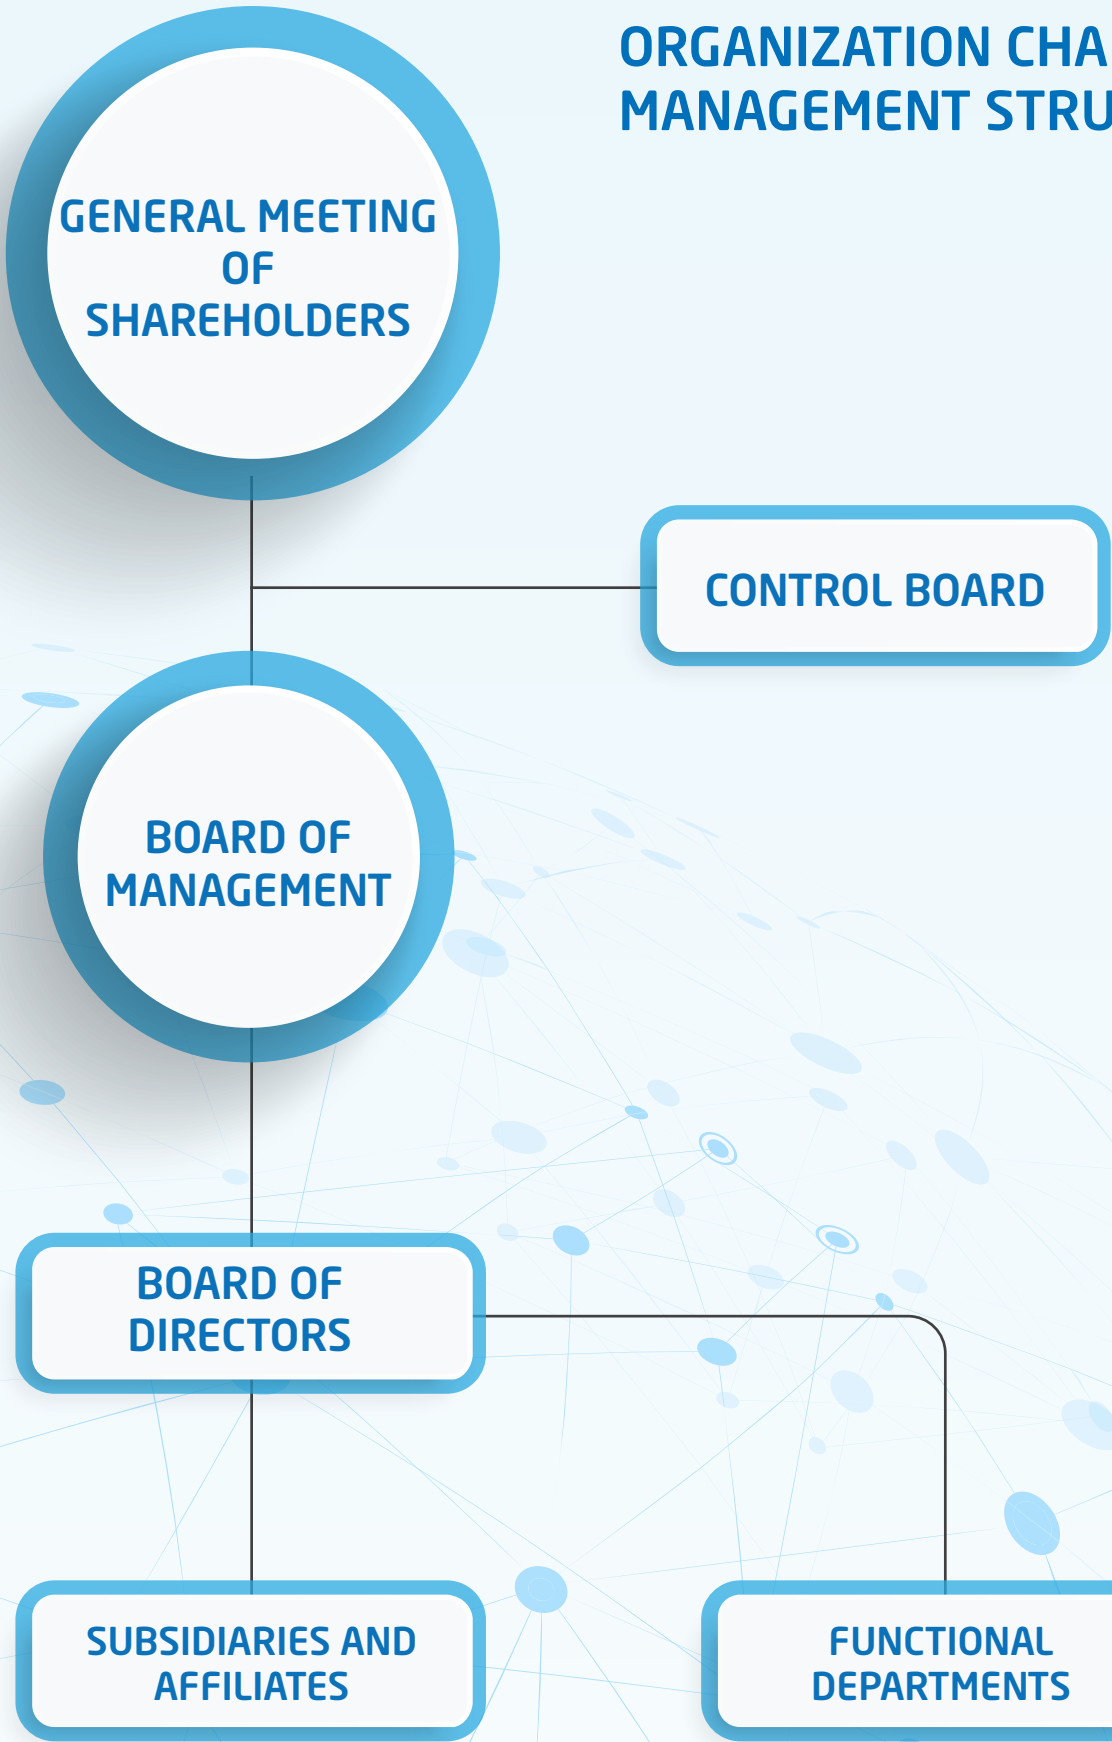 ORGANIZATION CHA
MANAGEMENT STRU
GENERAL MEETING
OF
SHAREHOLDERS
CONTROL BOARD
BOARD OF
MANAGEMENT
BOARD OF
DIRECTORS
SUBSIDIARIES AND
AFFILIATES
FUNCTIONAL
DEPARTMENTS